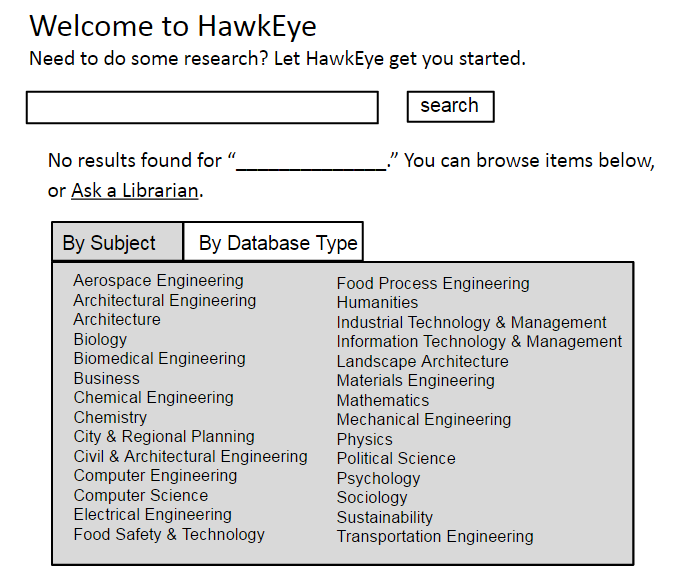 Welcome to HawkEye
Need to do some research? Let HawkEye get you started.
search
No results found for “______________.” You can browse items below,
or Ask a Librarian.
By Subject
By Database Type
Aerospace Engineering
Architectural Engineering
Architecture
Biology
Biomedical Engineering
Business
Chemical Engineering
Chemistry
City & Regional Planning
Civil & Architectural Engineering
Computer Engineering
Computer Science
Electrical Engineering
Food Safety & Technology
Food Process Engineering
Humanities
Industrial Technology & Management
Information Technology & Management
Landscape Architecture
Materials Engineering
Mathematics
Mechanical Engineering
Physics
Political Science
Psychology
Sociology
Sustainability
Transportation Engineering